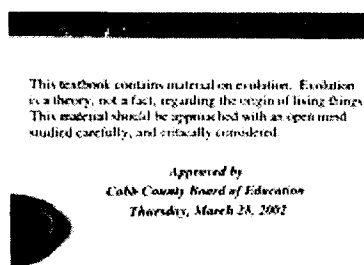 This textbook contains material on evolution. Evolution
is a theory, not a fact, regarding the origin of living things.
This material should be approached with an open mind,
studied carefully, and critically considered.
Approved by
Cobb County Board of Education
Thursday, March 28, 2002